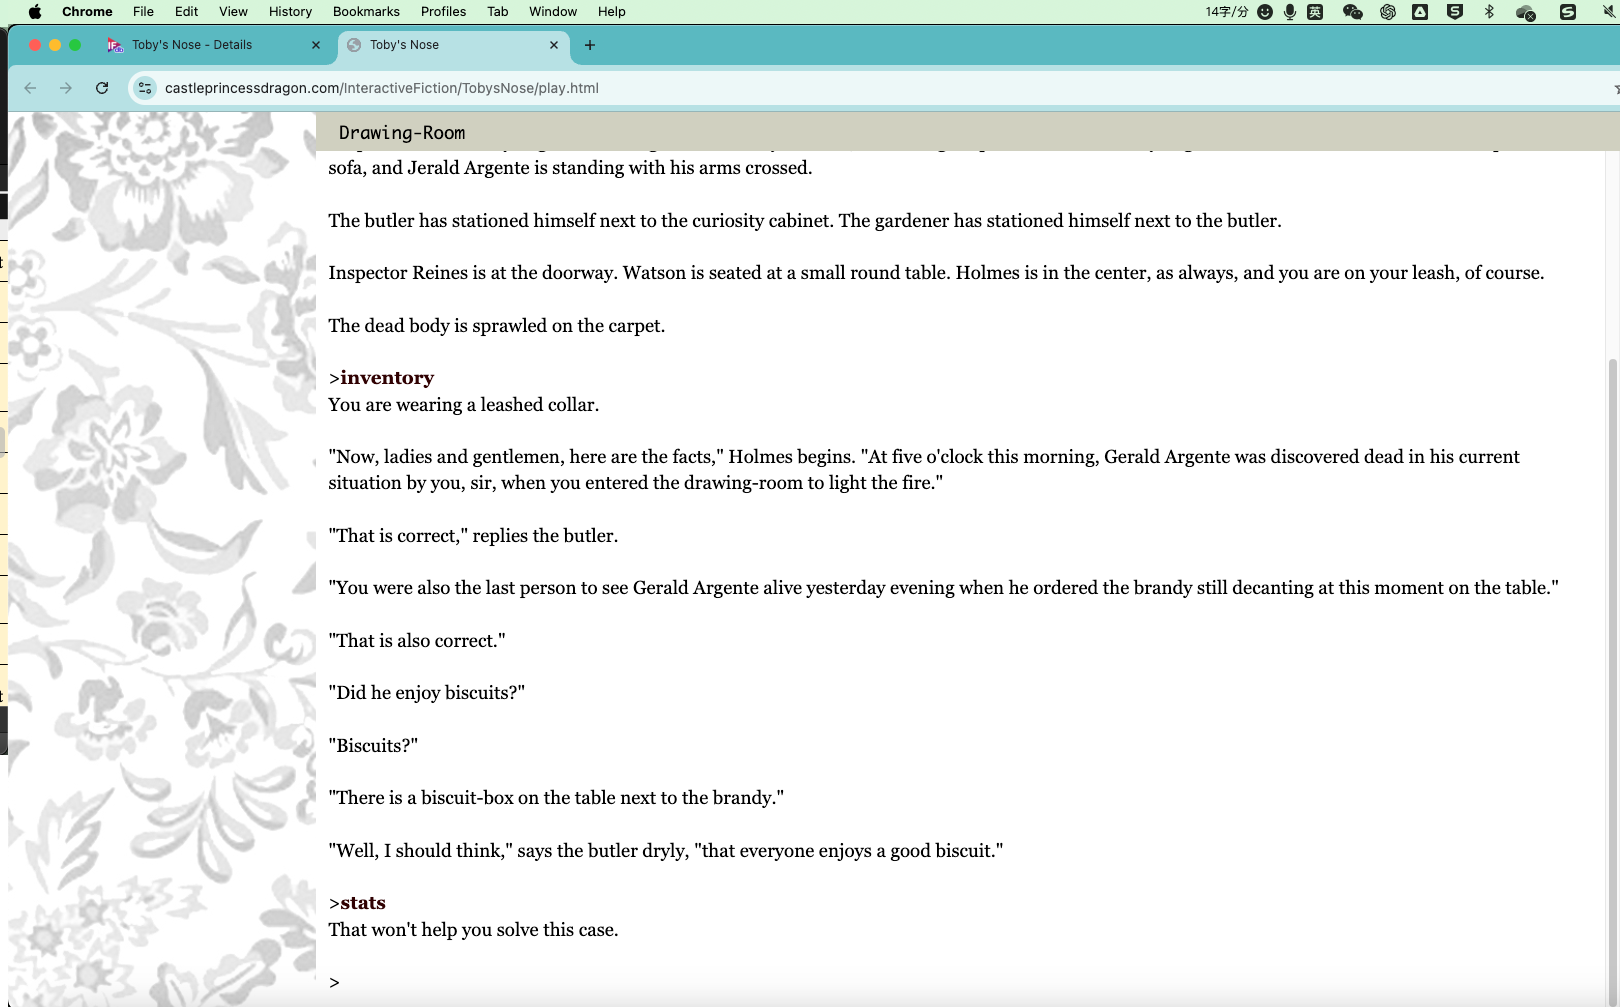 Chrome File Edit View History Bookmarks Profiles Tab Window Help 14字/分 英
Toby's Nose - Details Toby's Nose
castleprincessdragon.com/InteractiveFiction/TobysNose/play.html
Drawing-Room
sofa, and Jerald Argente is standing with his arms crossed.
The butler has stationed himself next to the curiosity cabinet. The gardener has stationed himself next to the butler.
Inspector Reines is at the doorway. Watson is seated at a small round table. Holmes is in the center, as always, and you are on your leash, of course.
The dead body is sprawled on the carpet.
>inventory
You are wearing a leashed collar.
"Now, ladies and gentlemen, here are the facts," Holmes begins. "At five o'clock this morning, Gerald Argente was discovered dead in his current
situation by you, sir, when you entered the drawing-room to light the fire."
"That is correct," replies the butler.
"You were also the last person to see Gerald Argente alive yesterday evening when he ordered the brandy still decanting at this moment on the table."
"That is also correct."
"Did he enjoy biscuits?"
"Biscuits?"
"There is a biscuit-box on the table next to the brandy."
"Well, I should think," says the butler dryly, "that everyone enjoys a good biscuit."
>stats
That won't help you solve this case.
>